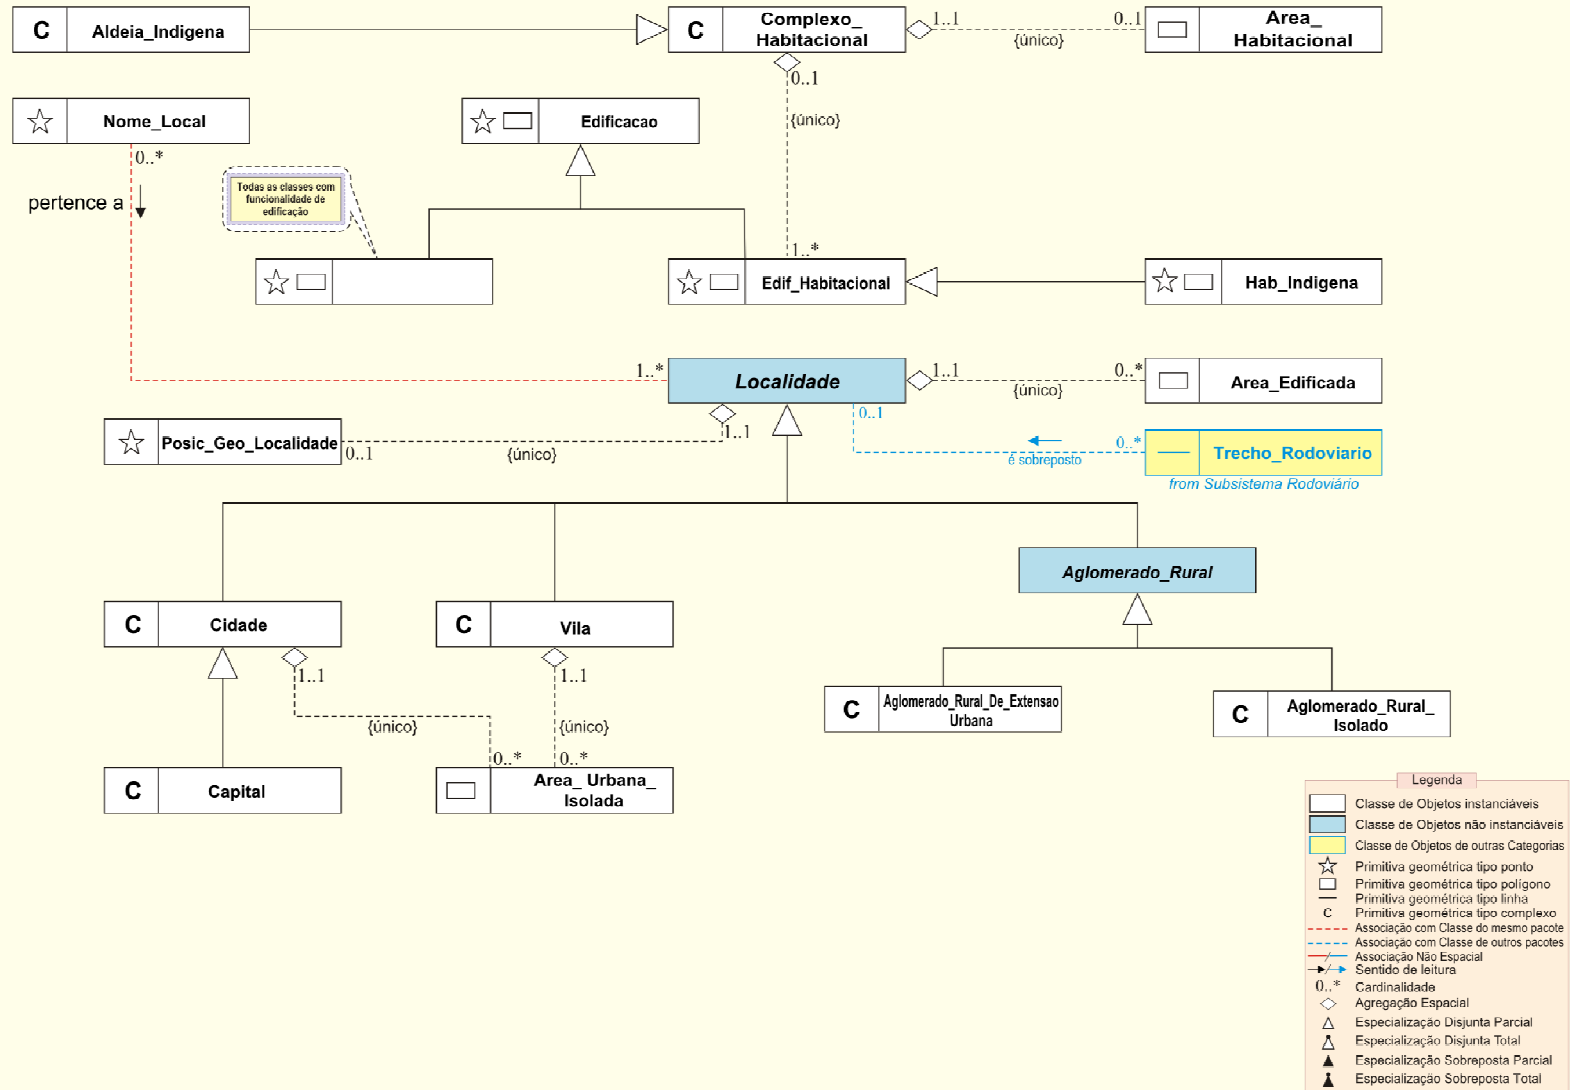 C Aldeia_Indigena
C Complexo_
Habitacional
1..1
{único}
0..1
Area_
Habitacional
0..1
{único}
1..*
Nome_Local
0..*
pertence a
Edificacao
Todas as classes com
funcionalidade de
edificação
Edif_Habitacional
Hab_Indigena
1..*
Localidade
1..1
{único}
0..*
Area_Edificada
Posic_Geo_Localidade
0..1
{único}
1..1
0..1
é sobreposto
0..*
Trecho_Rodoviario
from Subsistema Rodoviário
Aglomerado_Rural
C Cidade
C Vila
1..1
{único}
0..*
1..1
{único}
0..*
C Aglomerado_Rural_De_Extensao
Urbana
C Aglomerado_Rural_
Isolado
C Capital
Area_ Urbana_
Isolada
Legenda
Classe de Objetos instanciáveis
Classe de Objetos não instanciáveis
Classe de Objetos de outras Categorias
Primitiva geométrica tipo ponto
Primitiva geométrica tipo polígono
Primitiva geométrica tipo linha
C Primitiva geométrica tipo complexo
Associação com Classe do mesmo pacote
Associação com Classe de outros pacotes
Associação Não Espacial
Sentido de leitura
0..* Cardinalidade
Agregação Espacial
Especialização Disjunta Parcial
Especialização Disjunta Total
Especialização Sobreposta Parcial
Especialização Sobreposta Total